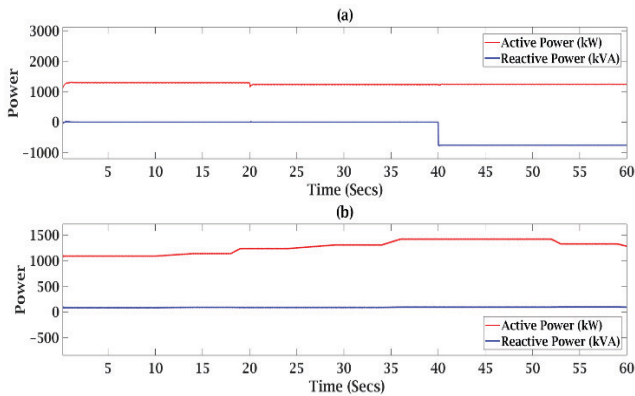 (a)
3000
2000
1000
0
-1000
Power
Active Power (kW)
Reactive Power (kVA)
5 10 15 20 25 30 35 40 45 50 55 60
Time (Secs)
(b)
1500
1000
500
0
-500
Power
Active Power (kW)
Reactive Power (kVA)
5 10 15 20 25 30 35 40 45 50 55 60
Time (Secs)